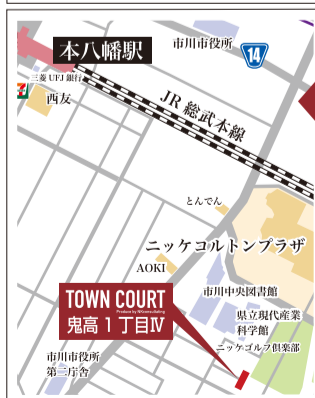 本八幡駅
市川市役所
14
三菱UFJ銀行
西友
JR 総武本線
とんでん
ニッケコルトンプラザ
AOKI
市川中央図書館
TOWN COURT
鬼高1丁目Ⅳ
県立現代産業
科学館
ニッケゴルフ倶楽部
市川市役所
第二庁舎